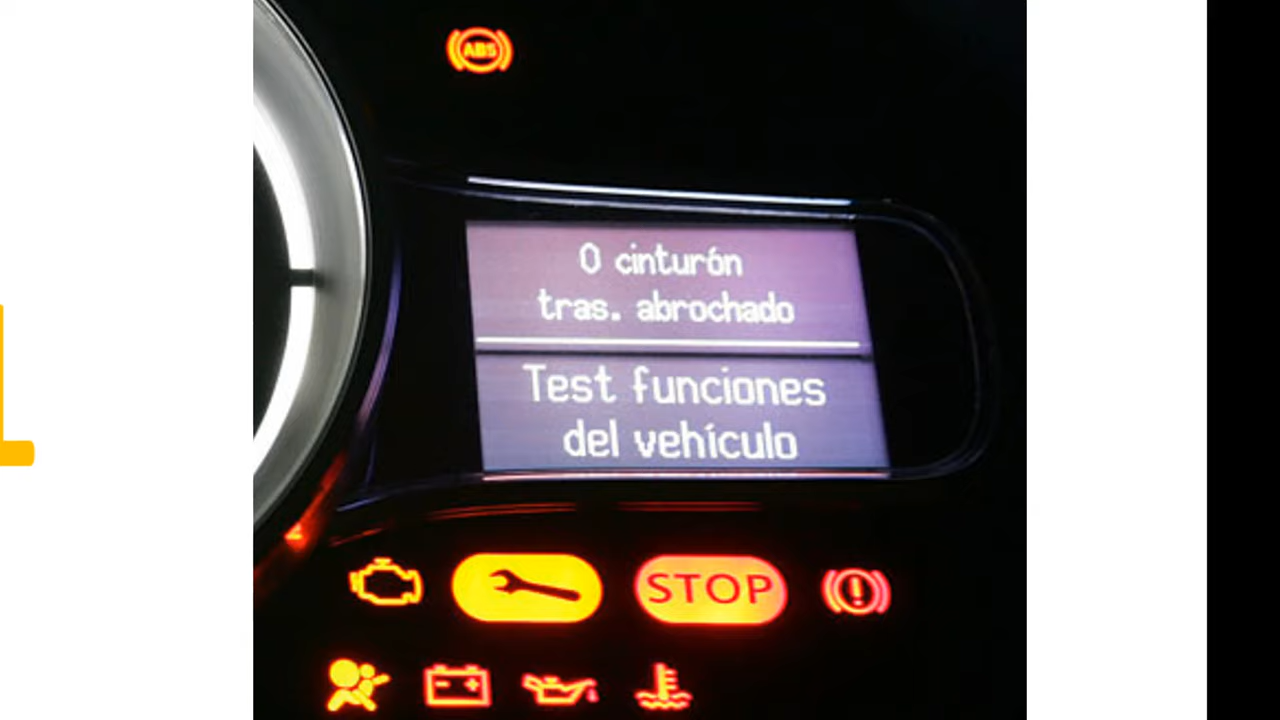 ABS
0 cinturón
tras. abrochado
Test funciones
del vehículo
STOP